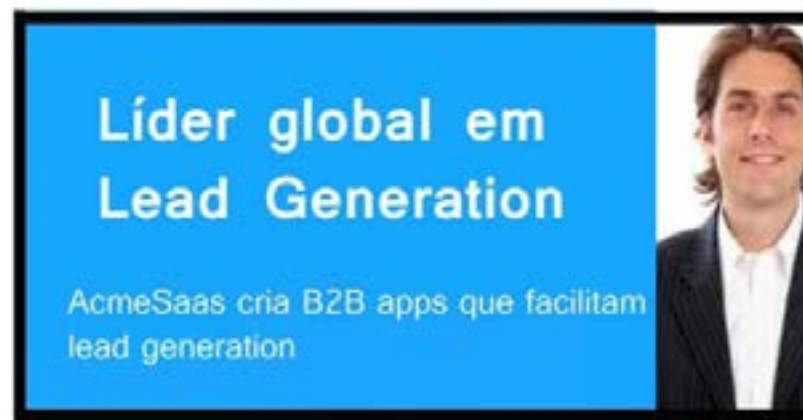 Líder global em
Lead Generation
AcmeSaas cria B2B apps que facilitam
lead generation